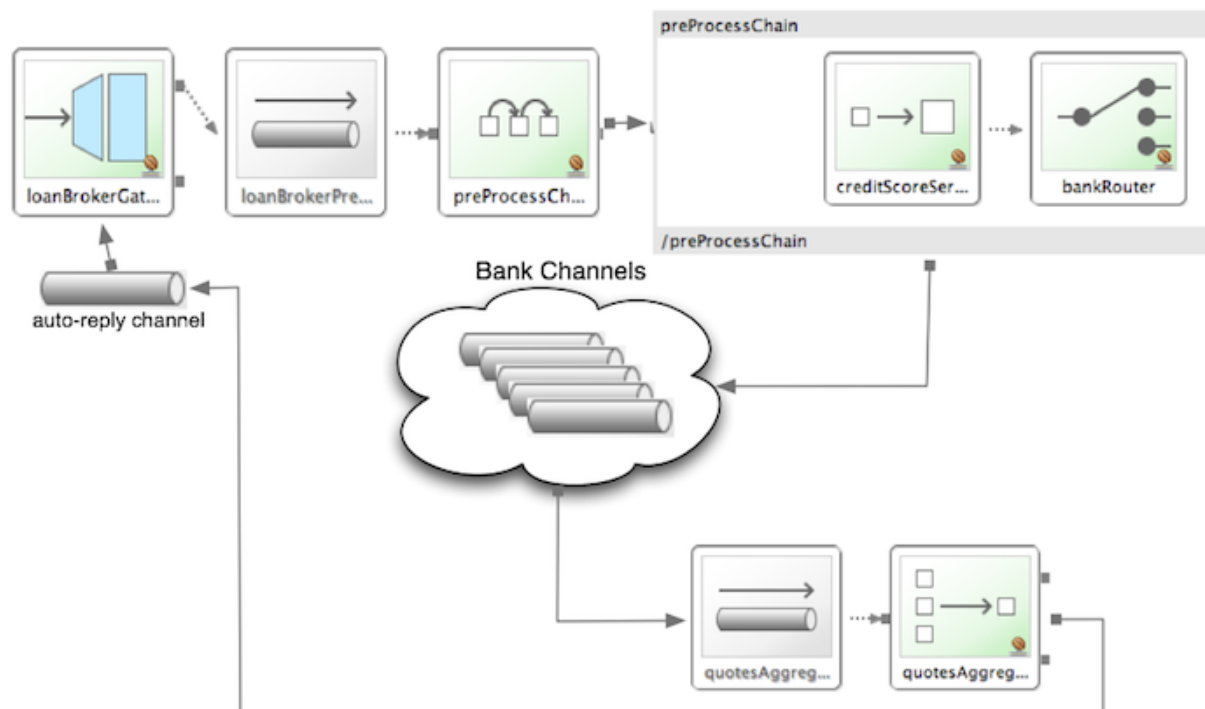 preProcessChain
loanBrokerGat...
loanBrokerPre...
preProcessCh...
creditScoreSer...
bankRouter
/preProcessChain
Bank Channels
auto-reply channel
quotesAggreg...
quotesAggreg...